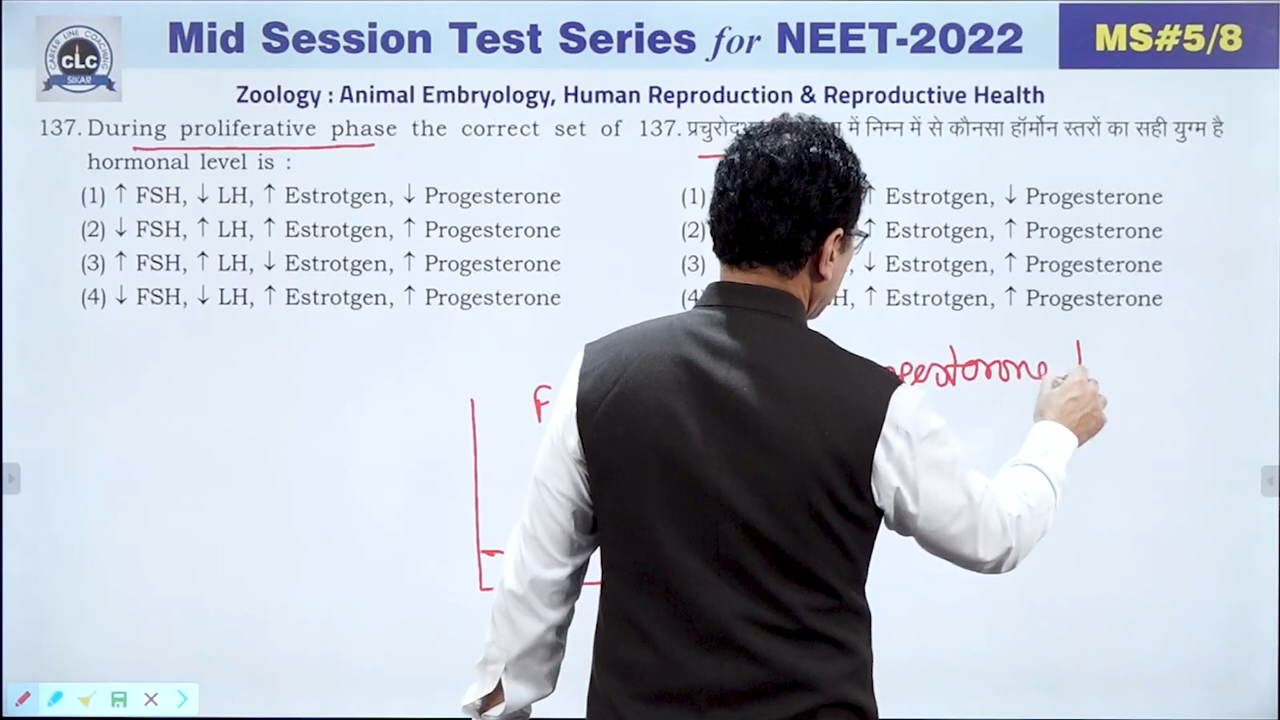 CAREER LINE COACHING
CLC
SIKAR
Mid Session Test Series for NEET-2022
MS#5/8
Zoology : Animal Embryology, Human Reproduction & Reproductive Health
137. During proliferative phase the correct set of
hormonal level is :
(1) ↑ FSH, ↓ LH, ↑ Estrotgen, ↓ Progesterone
(2) ↓ FSH, ↑ LH, ↑ Estrotgen, ↑ Progesterone
(3) ↑ FSH, ↑ LH, ↓ Estrotgen, ↑ Progesterone
(4) ↓ FSH, ↓ LH, ↑ Estrotgen, ↑ Progesterone
137. में निम्न में से कौनसा हॉर्मोन स्तरों का सही युग्म है
(1) ↑ Estrotgen, ↓ Progesterone
(2) ↑ Estrotgen, ↑ Progesterone
(3) ↓ Estrotgen, ↑ Progesterone
(4 ↑ Estrotgen, ↑ Progesterone
F